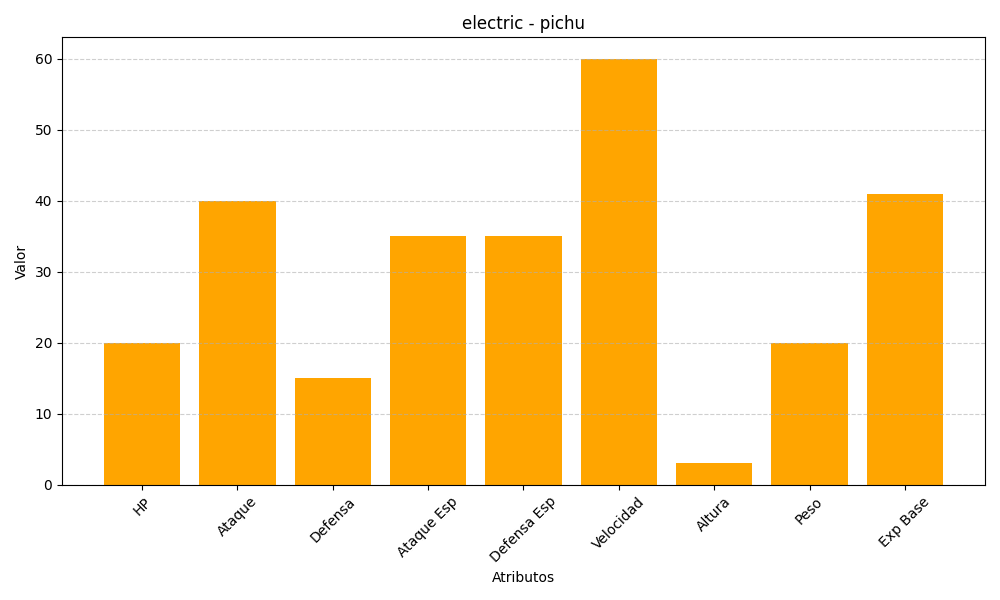 electric - pichu
Valor
60
50
40
30
20
10
0
HP
Ataque
Defensa
Ataque Esp
Defensa Esp
Velocidad
Altura
Peso
Exp Base
Atributos